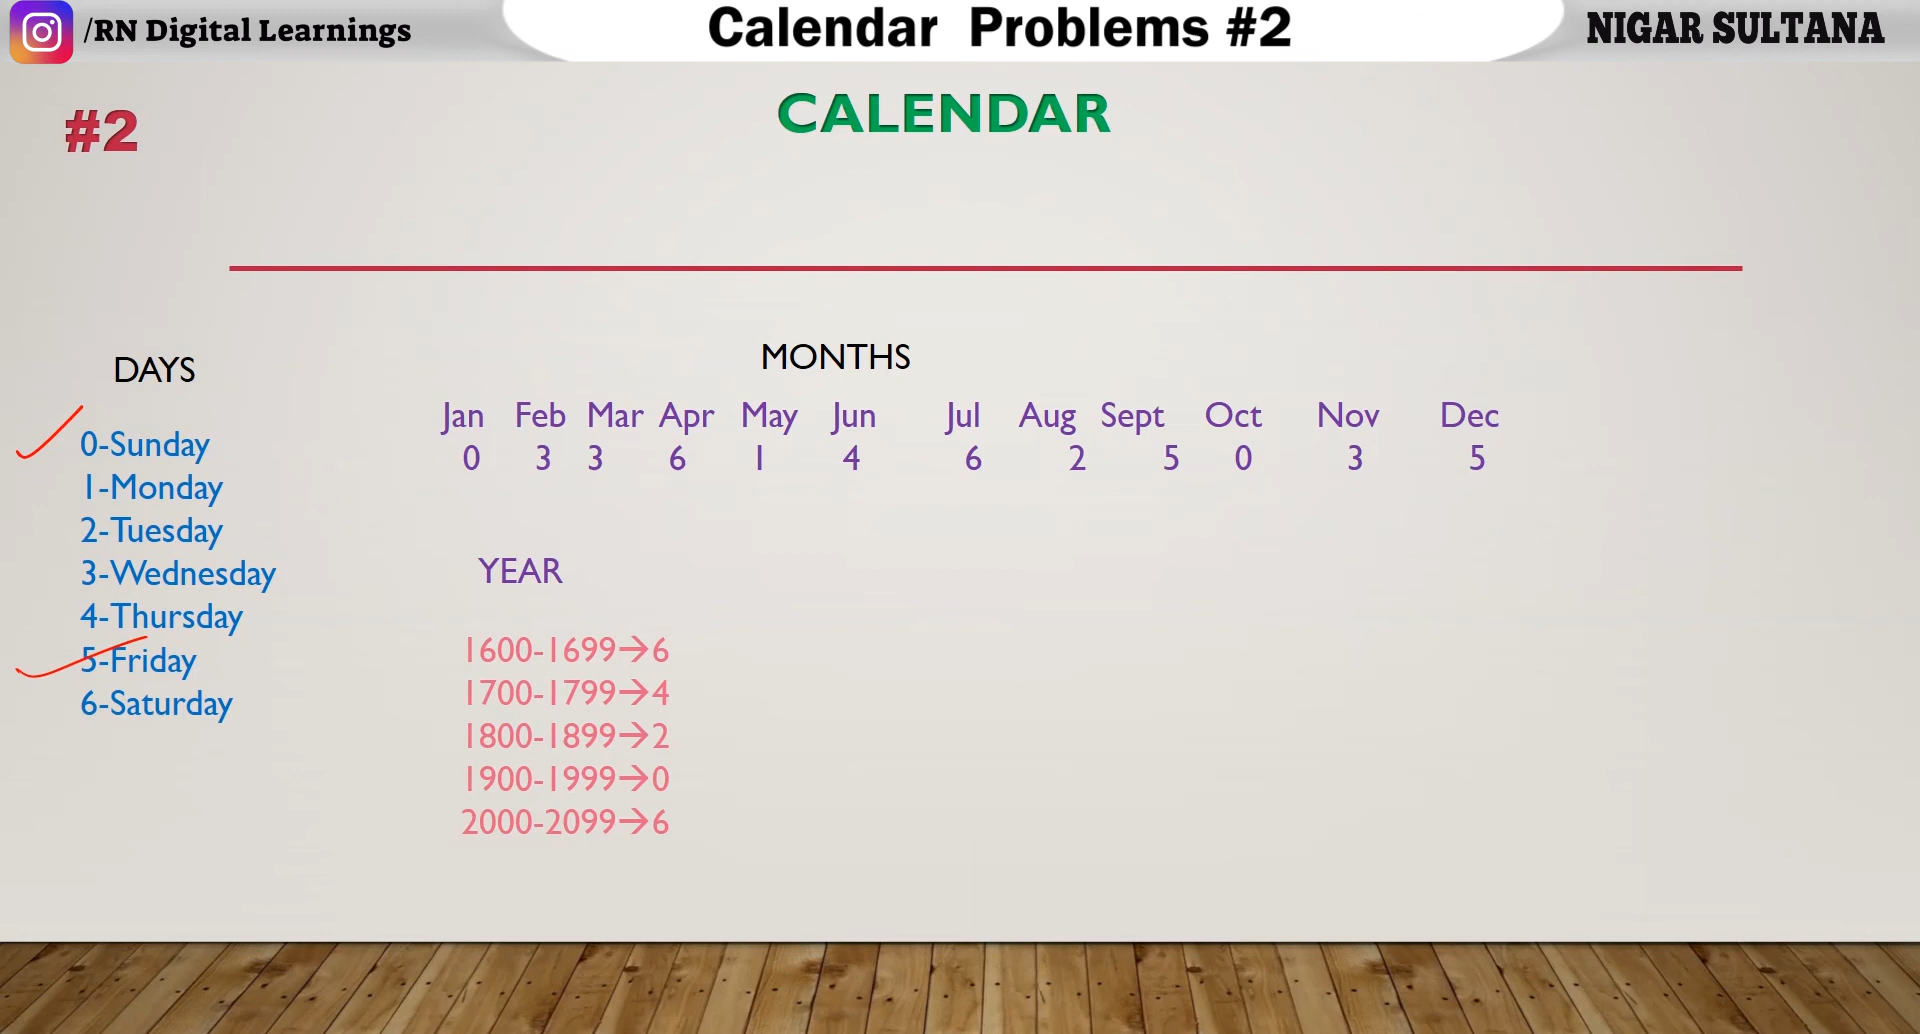 /RN Digital Learnings
Calendar Problems #2
NIGAR SULTANA
#2
CALENDAR
DAYS
0-Sunday
1-Monday
2-Tuesday
3-Wednesday
4-Thursday
5-Friday
6-Saturday
MONTHS
Jan Feb Mar Apr May Jun Jul Aug Sept Oct Nov Dec
0 3 3 6 1 4 6 2 5 0 3 5
YEAR
1600-1699→6
1700-1799→4
1800-1899→2
1900-1999→0
2000-2099→6